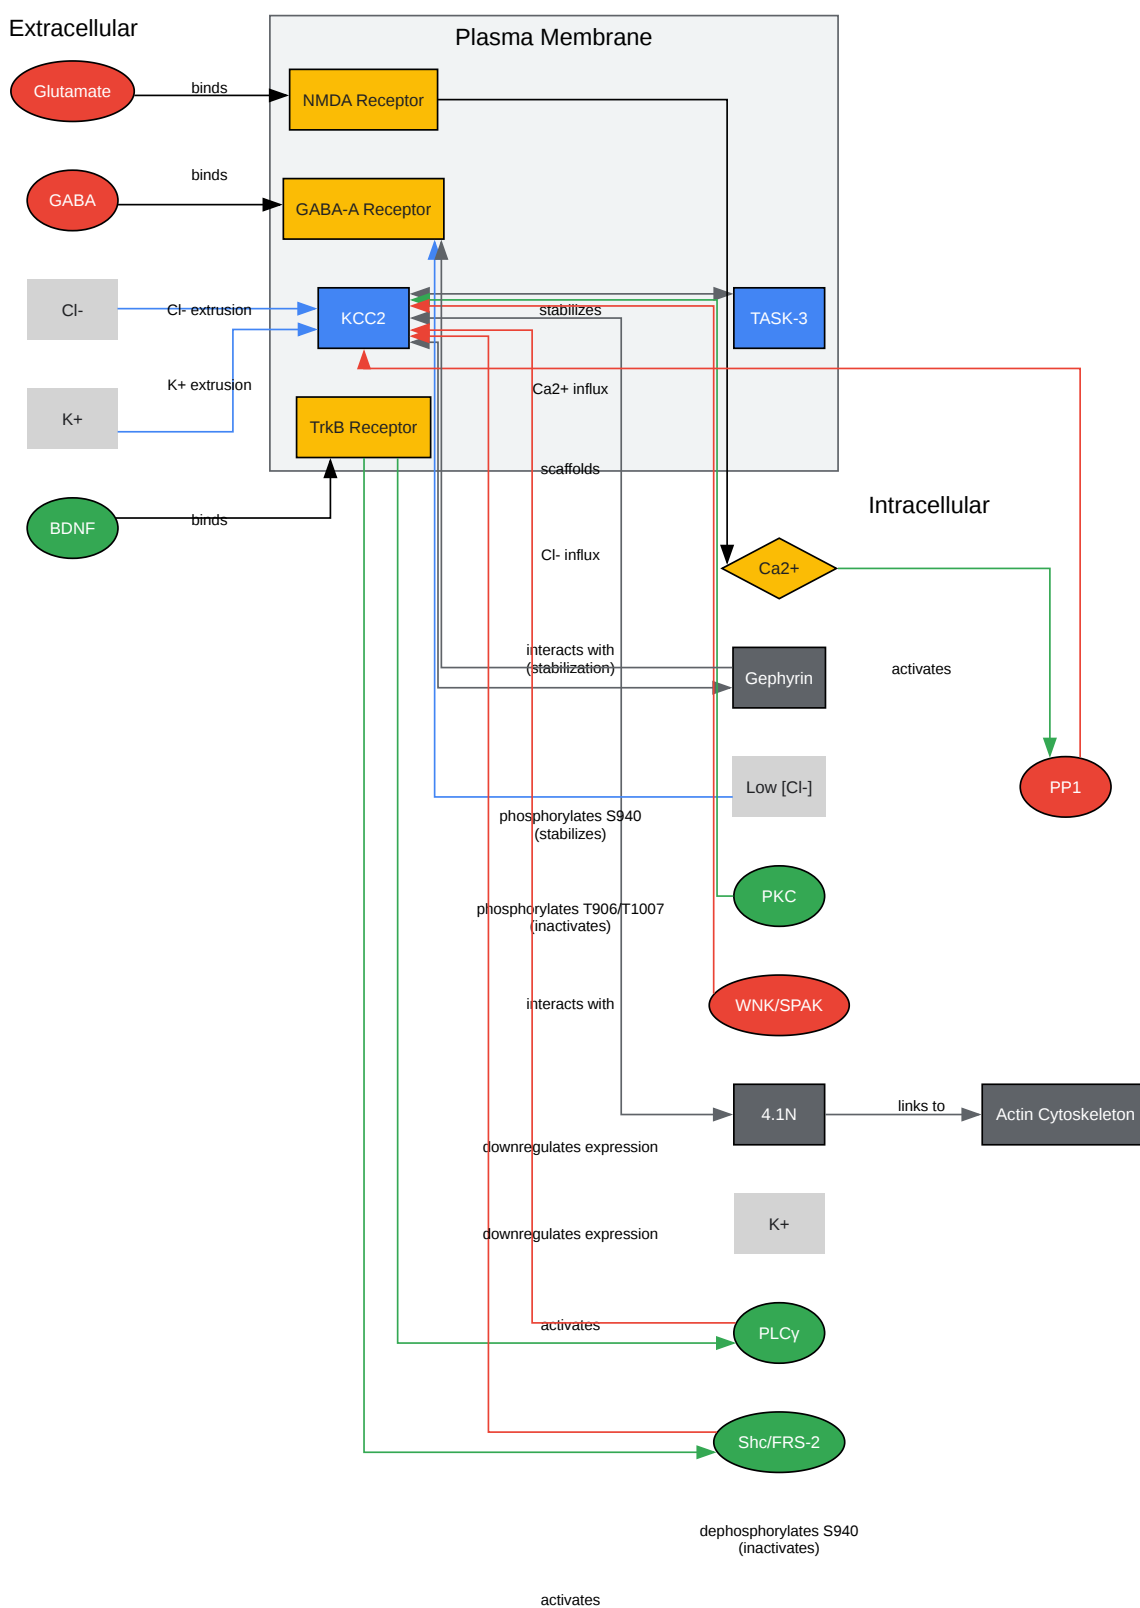 Extracellular
Plasma Membrane
Glutamate
binds
NMDA Receptor
binds
GABA
GABA-A Receptor
Cl-
Cl- extrusion
KCC2
stabilizes
TASK-3
K+ extrusion
Ca2+ influx
K+
TrkB Receptor
scaffolds
Intracellular
BDNF
binds
Cl- influx
Ca2+
interacts with
(stabilization)
Gephyrin
activates
Low [Cl-]
PP1
phosphorylates S940
(stabilizes)
PKC
phosphorylates T906/T1007
(inactivates)
interacts with
WNK/SPAK
4.1N
links to
Actin Cytoskeleton
downregulates expression
K+
downregulates expression
activates
PLCγ
Shc/FRS-2
dephosphorylates S940
(inactivates)
activates